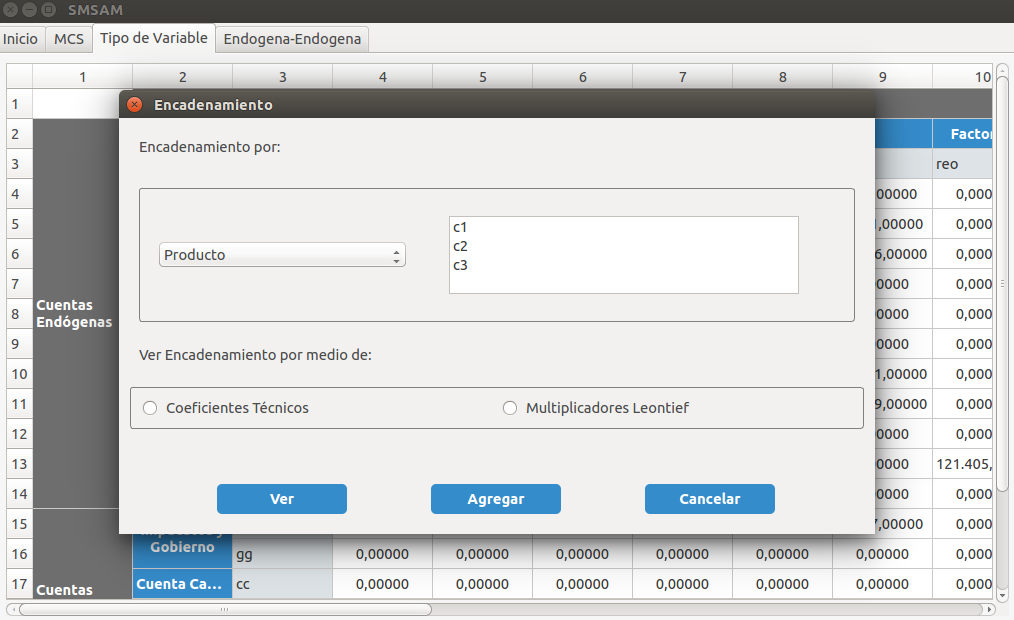 SMSAM
Inicio MCS Tipo de Variable Endogena-Endogena
1 2 3 4 5 6 7 8 9 10
1
2 Factor
3 reo
4 00000 0,000
5 ,00000 0,000
6 6,00000 0,000
7 0000 0,000
8 0000 0,000
9 0000 0,000
10 1,00000 0,000
11 9,00000 0,000
12 0000 0,000
13 0000 121.405,
14 0000 0,000
15 7,00000 0,000
16 Gobierno gg 0,00000 0,00000 0,00000 0,00000 0,00000 0,00000 0,000
17 Cuenta Ca... cc 0,00000 0,00000 0,00000 0,00000 0,00000 0,00000 0,000
Cuentas
Endógenas
Cuentas
Encadenamiento
Encadenamiento por:
Producto
c1
c2
c3
Ver Encadenamiento por medio de:
Coeficientes Técnicos Multiplicadores Leontief
Ver Agregar Cancelar